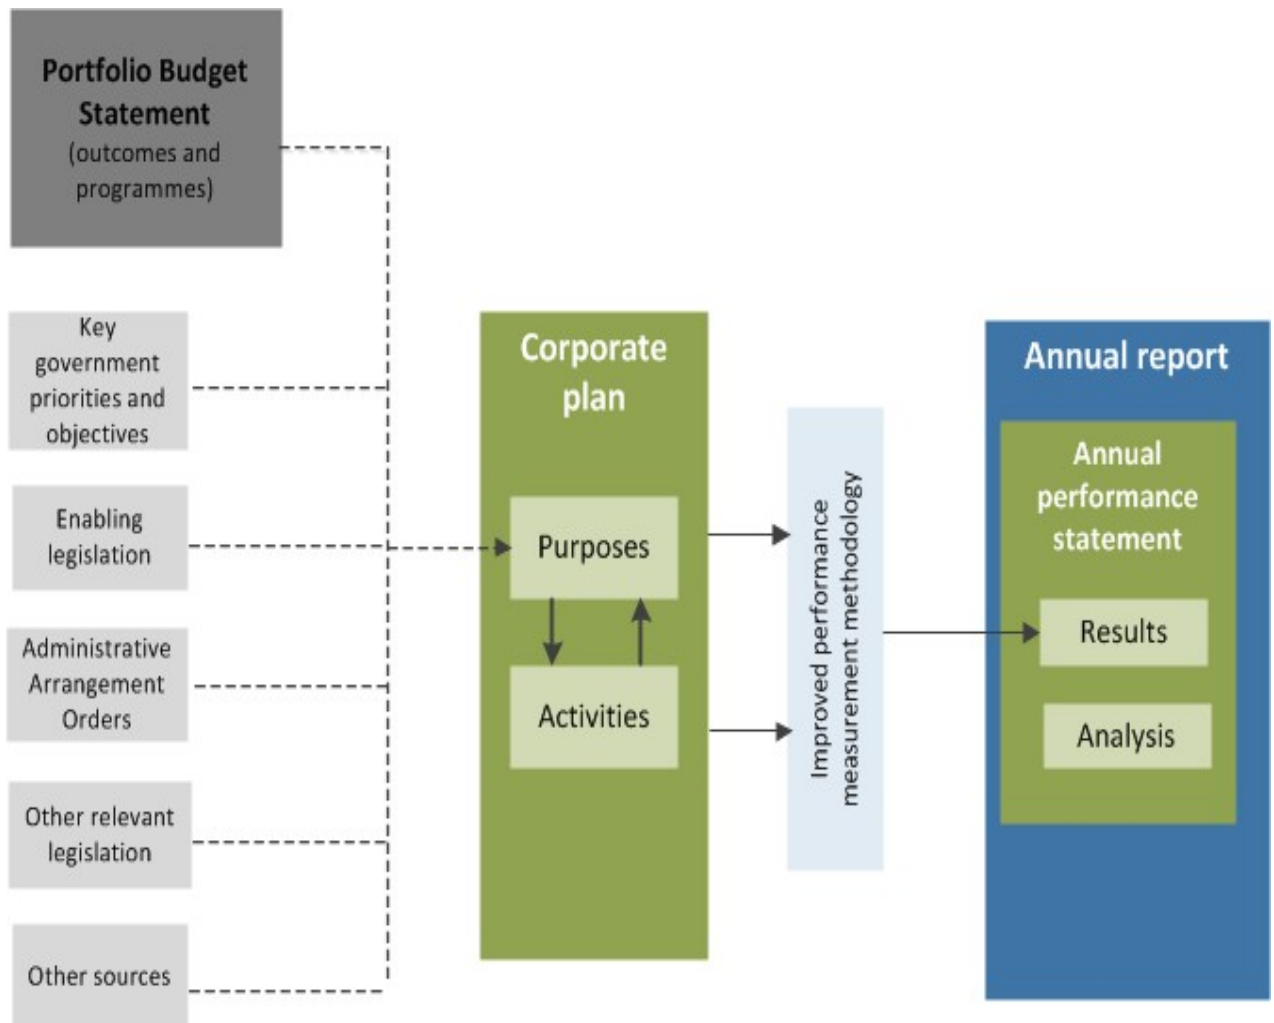 Portfolio Budget
Statement
(outcomes and
programmes)
Key
government
priorities and
objectives
Enabling
legislation
Administrative
Arrangement
Orders
Other relevant
legislation
Other sources
Corporate
plan
Purposes
Activities
Improved performance
measurement methodology
Annual report
Annual
performance
statement
Results
Analysis